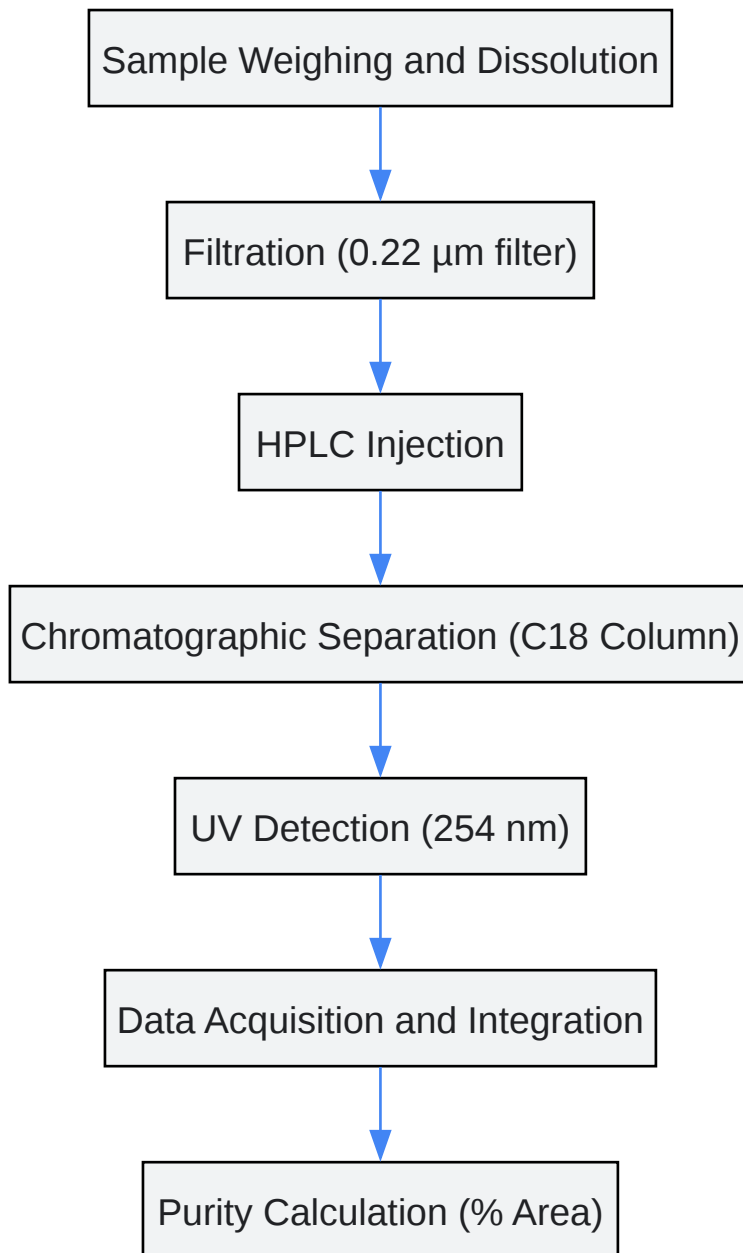 Sample Weighing and Dissolution
Filtration (0.22 µm filter)
HPLC Injection
Chromatographic Separation (C18 Column)
UV Detection (254 nm)
Data Acquisition and Integration
Purity Calculation (% Area)